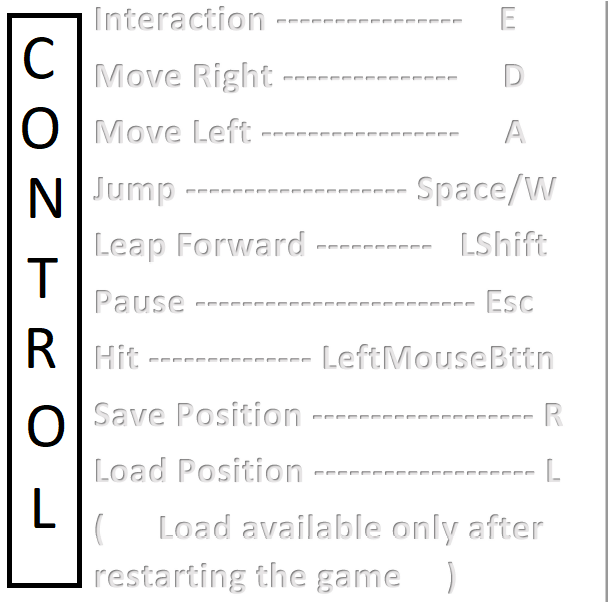 CONTROL
Interaction ---------------- E
Move Right --------------- D
Move Left ----------------- A
Jump ------------------- Space/W
Leap Forward ---------- LShift
Pause ------------------------ Esc
Hit -------------- LeftMouseBttn
Save Position ------------------- R
Load Position ------------------- L
( Load available only after
restarting the game )